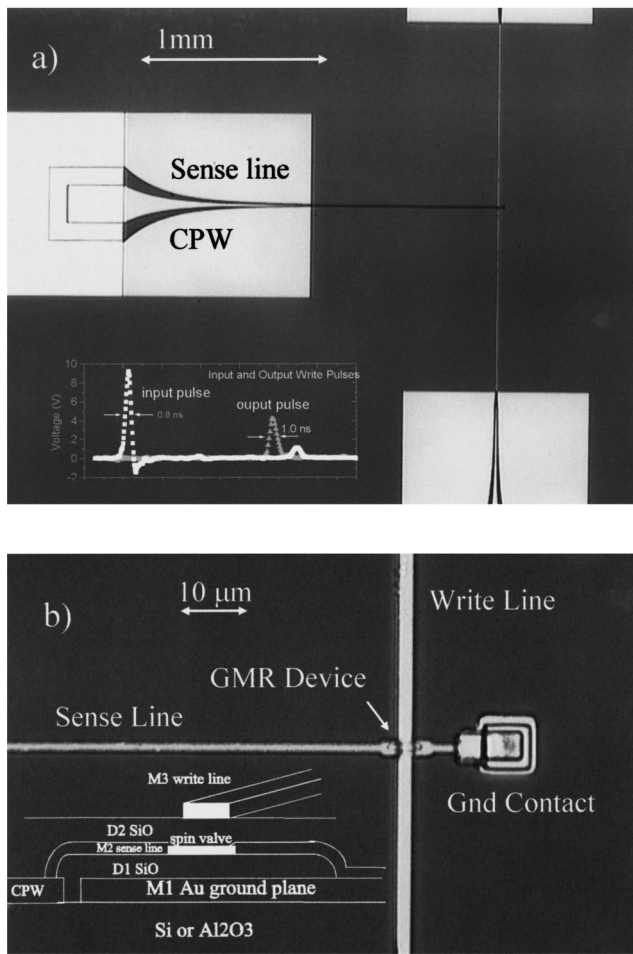 a)
1mm
Sense line
CPW
10
8
6
4
2
0
-2
Voltage (V)
Input and Output Write Pulses
input pulse
0.8 ns
ouput pulse
1.0 ns
b)
10 μm
Write Line
GMR Device
Sense Line
Gnd Contact
M3 write line
D2 SiO
spin valve
M2 sense line
D1 SiO
CPW
M1 Au ground plane
Si or Al2O3